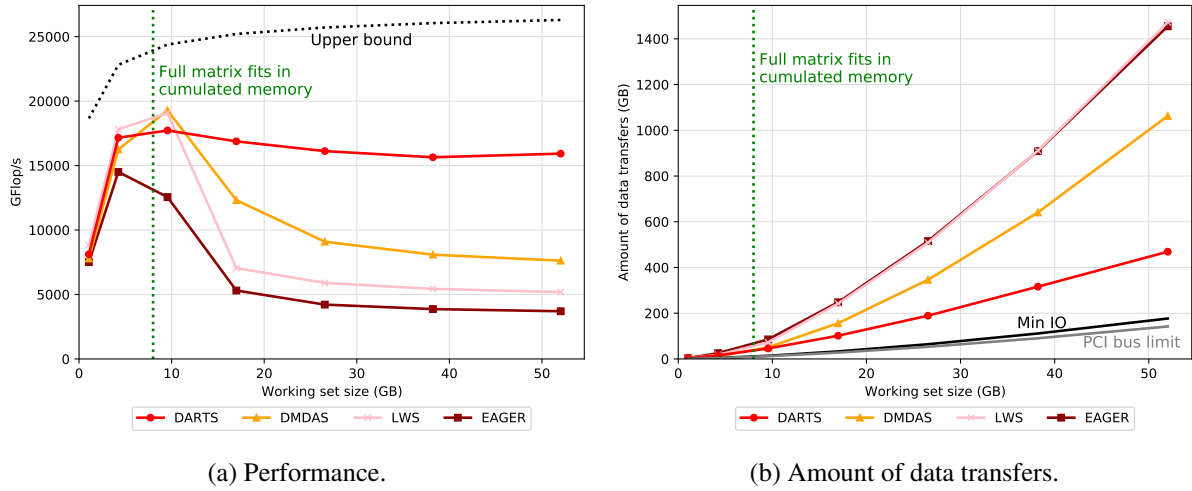 25000
20000
15000
10000
5000
0
GFlop/s
Upper bound
Full matrix fits in
cumulated memory
0 10 20 30 40 50
Working set size (GB)
DARTS DMDAS LWS EAGER
(a) Performance.
1400
1200
1000
800
600
400
200
0
Amount of data transfers (GB)
Full matrix fits in
cumulated memory
Min IO
PCI bus limit
0 10 20 30 40 50
Working set size (GB)
DARTS DMDAS LWS EAGER
(b) Amount of data transfers.